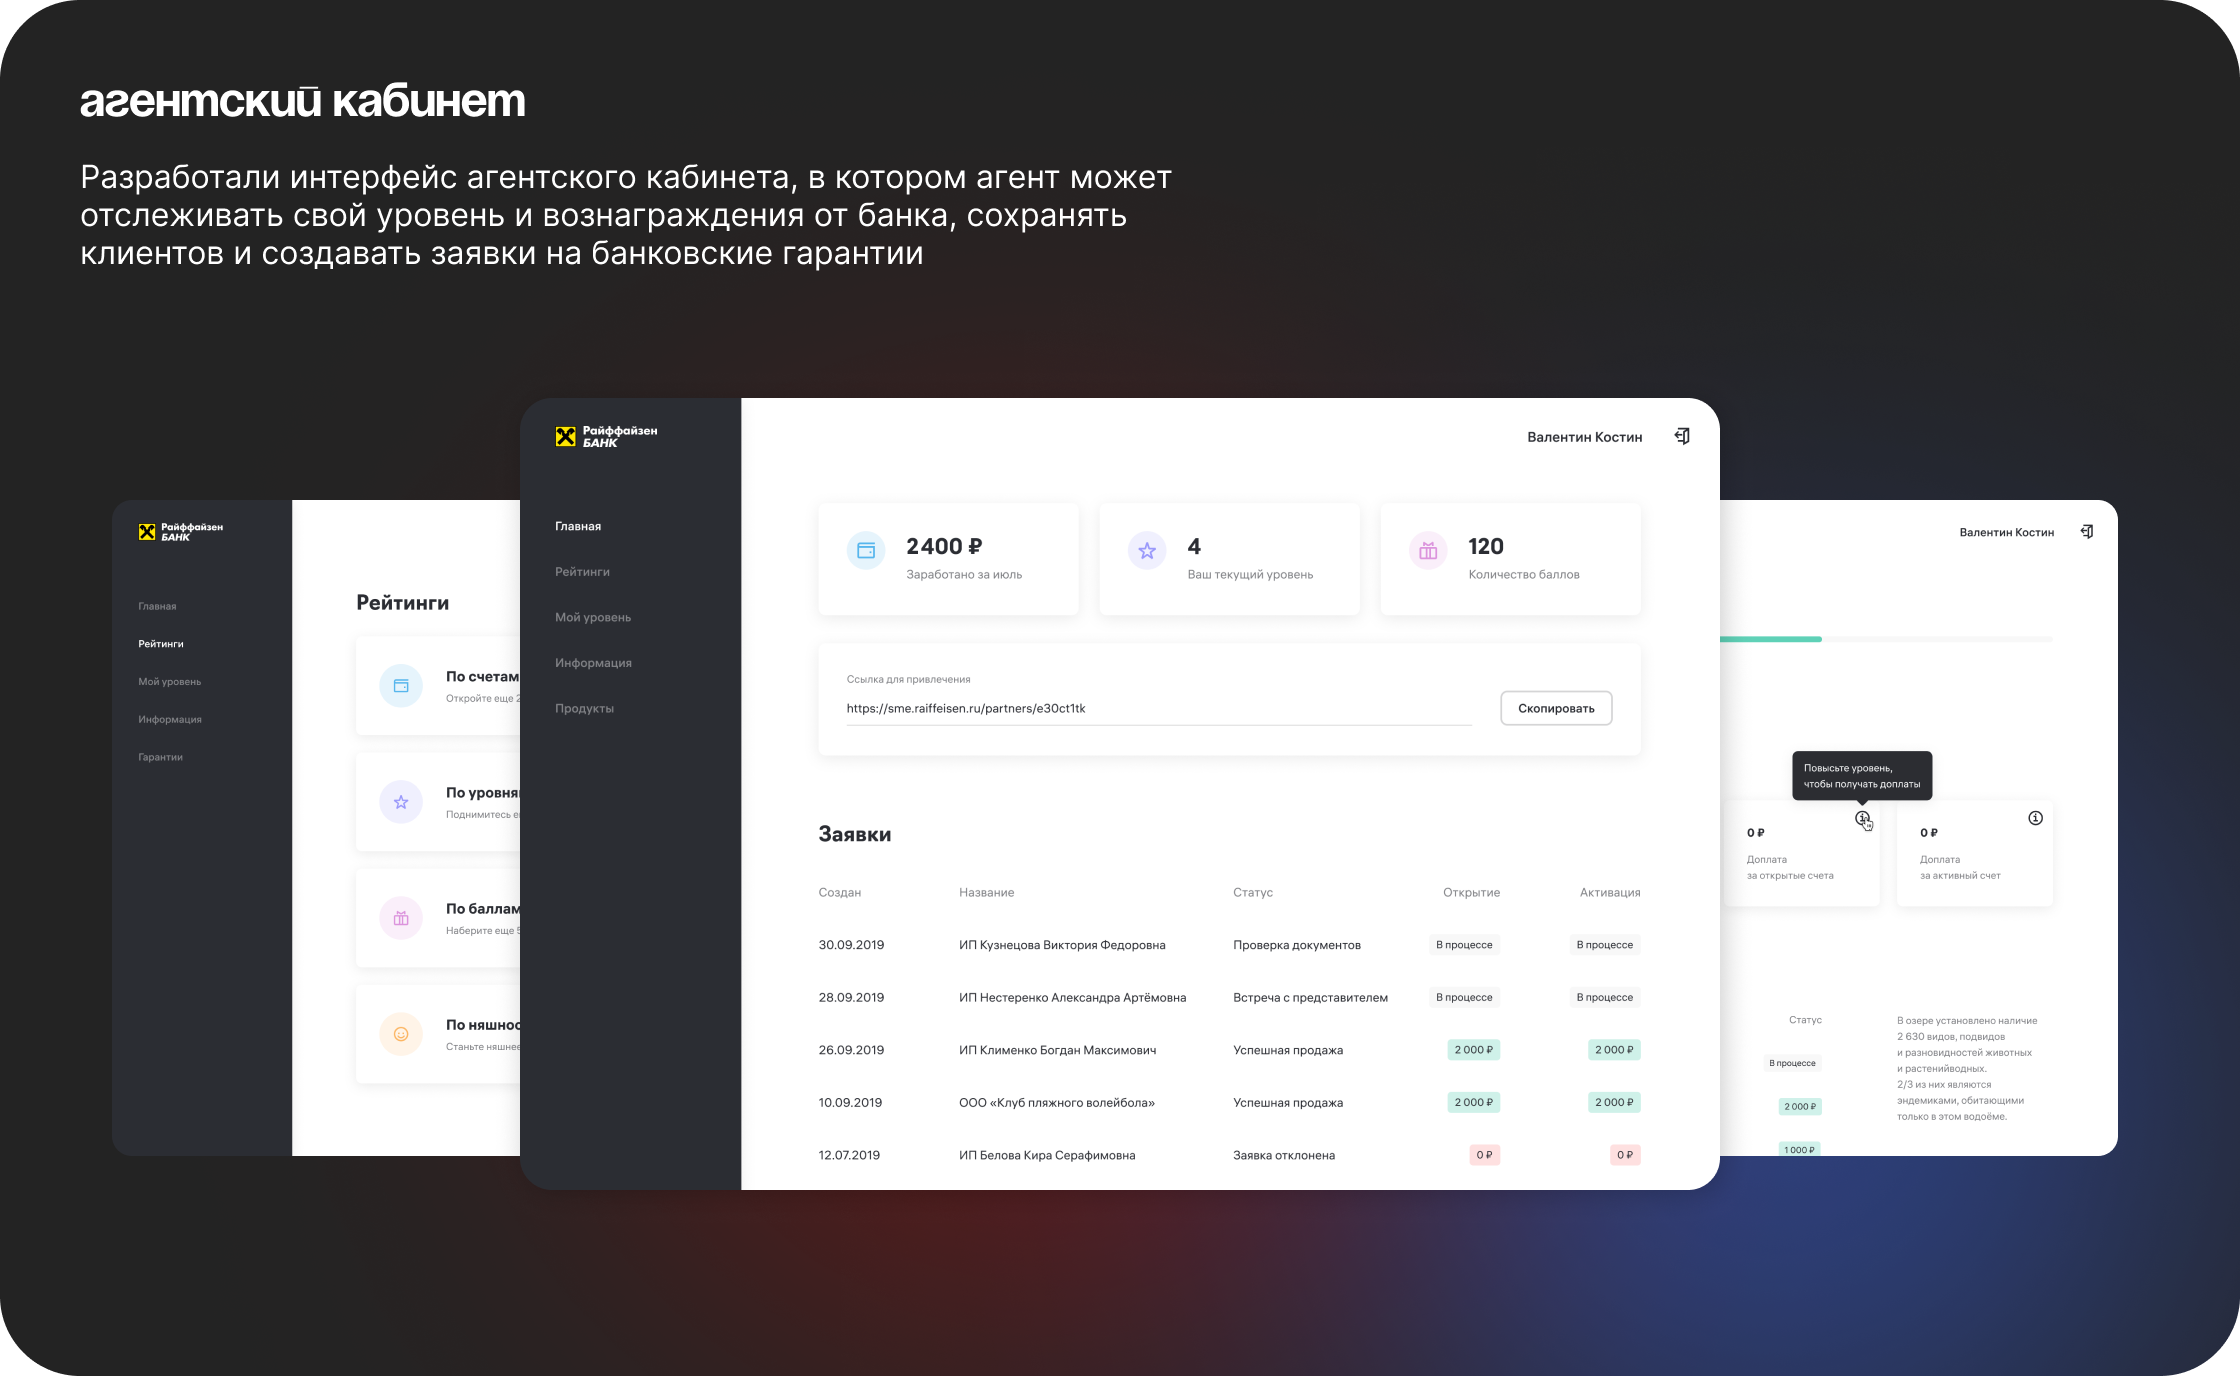 агентский кабинет
Разработали интерфейс агентского кабинета, в котором агент может
отслеживать свой уровень и вознаграждения от банка, сохранять
клиентов и создавать заявки на банковские гарантии
Райффайзен
БАНК
Главная
Рейтинги
Мой уровень
Информация
Гарантии
Рейтинги
По счетам
Откройте еще
По уровня
Поднимитесь
По баллам
Наберите еще
По няшнос
Станьте няшнее
Райффайзен
БАНК
Главная
Рейтинги
Мой уровень
Информация
Продукты
Валентин Костин
2 400 ₽
Заработано за июль
4
Ваш текущий уровень
120
Количество баллов
Ссылка для привлечения
https://sme.raiffeisen.ru/partners/e30ct1tk
Скопировать
Заявки
Создан Название Статус Открытие Активация
30.09.2019 ИП Кузнецова Виктория Федоровна Проверка документов В процессе В процессе
28.09.2019 ИП Нестеренко Александра Артёмовна Встреча с представителем В процессе В процессе
26.09.2019 ИП Клименко Богдан Максимович Успешная продажа 2 000 ₽ 2 000 ₽
10.09.2019 ООО «Клуб пляжного волейбола» Успешная продажа 2 000 ₽ 2 000 ₽
12.07.2019 ИП Белова Кира Серафимовна Заявка отклонена 0 ₽ 0 ₽
Валентин Костин
Повысьте уровень,
чтобы получать доплаты
0 ₽
Доплата
за открытые счета
0 ₽
Доплата
за активный счет
Статус
В процессе
2 000 ₽
1 000 ₽
В озере установлено наличие
2 630 видов, подвидов
и разновидностей животных
и растенийводных.
2/3 из них являются
эндемиками, обитающими
только в этом водоёме.